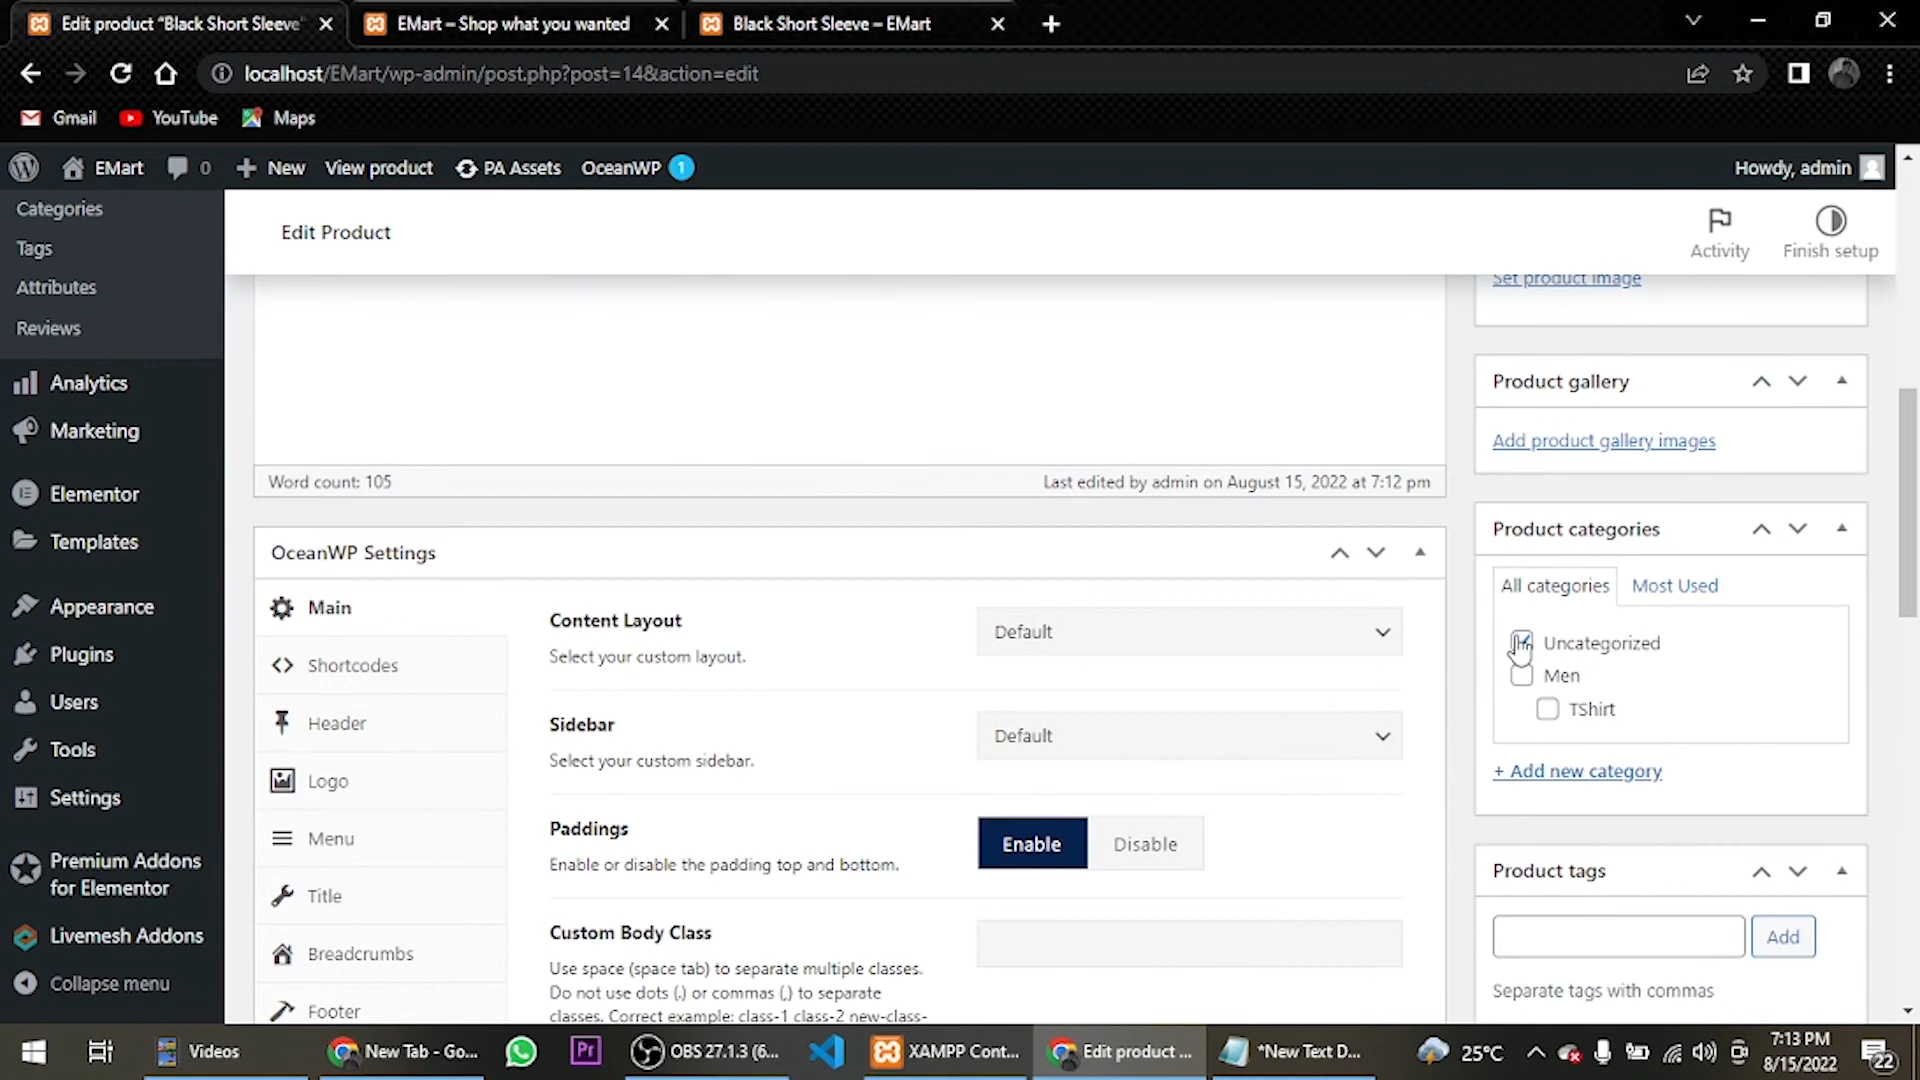 Edit product “Black Short Sleeve”
EMart – Shop what you wanted
Black Short Sleeve – EMart
localhost/EMart/wp-admin/post.php?post=14&action=edit
Gmail
YouTube
Maps
EMart
0
New
View product
PA Assets
OceanWP
1
Howdy, admin
Categories
Tags
Attributes
Reviews
Analytics
Marketing
Elementor
Templates
Appearance
Plugins
Users
Tools
Settings
Premium Addons
for Elementor
Livemesh Addons
Collapse menu
Edit Product
Activity
Finish setup
Word count: 105
Last edited by admin on August 15, 2022 at 7:12 pm
OceanWP Settings
Main
Shortcodes
Header
Logo
Menu
Title
Breadcrumbs
Footer
Content Layout
Select your custom layout.
Default
Sidebar
Select your custom sidebar.
Default
Paddings
Enable or disable the padding top and bottom.
Enable
Disable
Custom Body Class
Use space (space tab) to separate multiple classes.
Do not use dots (.) or commas (,) to separate
classes. Correct example: class-1 class-2 new-class-
Set product image
Product gallery
Add product gallery images
Product categories
All categories
Most Used
Uncategorized
Men
TShirt
+ Add new category
Product tags
Add
Separate tags with commas
Videos
New Tab - Go...
Pr
OBS 27.1.3 (6...
XAMPP Cont...
Edit product ...
*New Text D...
25°C
7:13 PM
8/15/2022
22